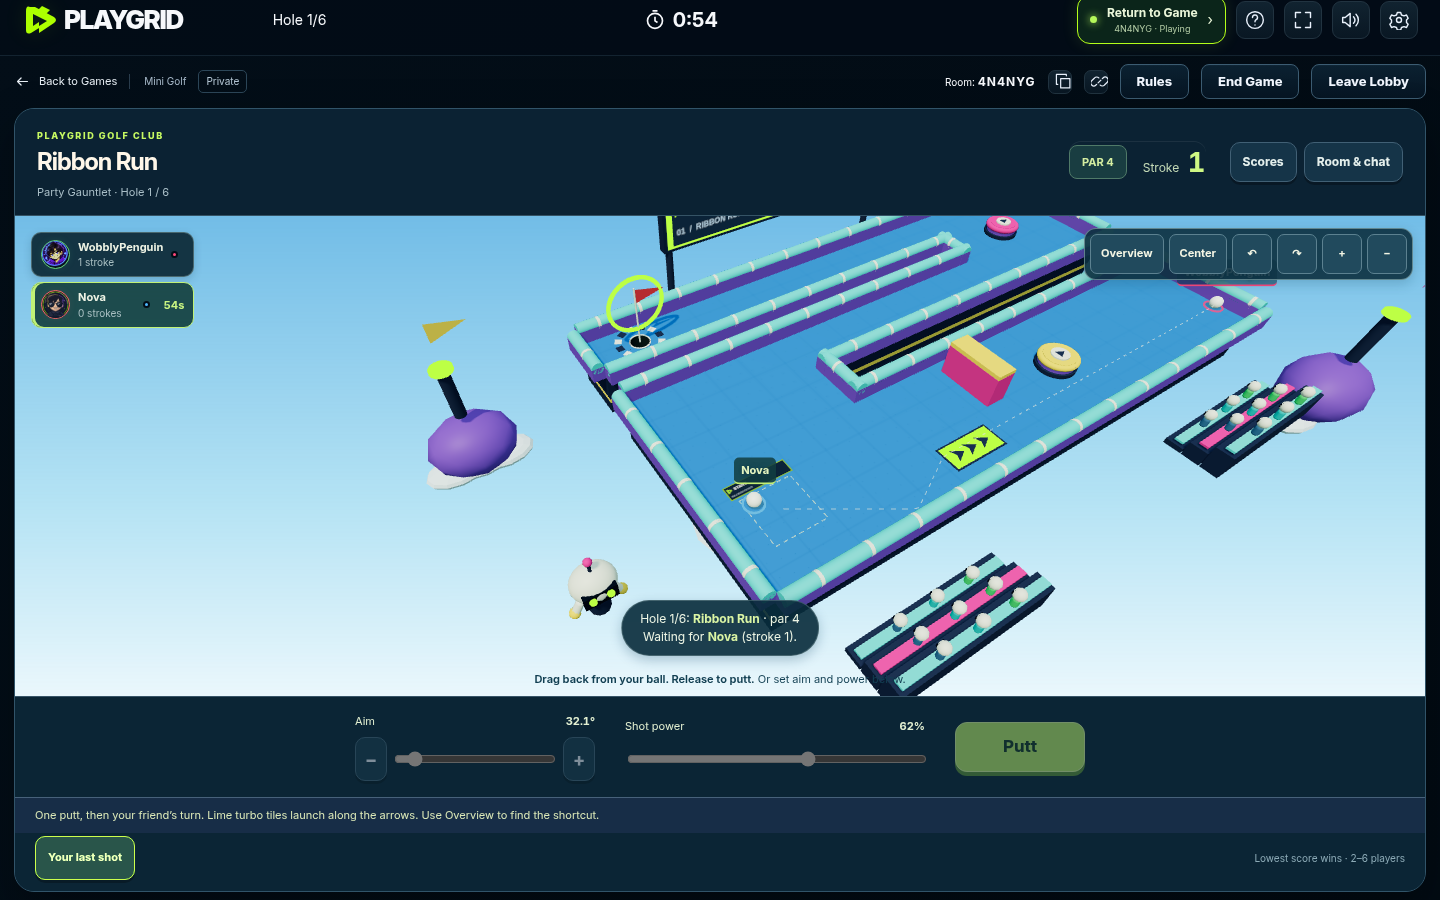 PLAYGRID
Hole 1/6
0:54
Return to Game
4N4NYG · Playing
Back to Games
Mini Golf
Private
Room: 4N4NYG
Rules
End Game
Leave Lobby
PLAYGRID GOLF CLUB
Ribbon Run
Party Gauntlet · Hole 1 / 6
PAR 4
Stroke 1
Scores
Room & chat
WobblyPenguin
1 stroke
Nova
0 strokes
54s
01 / RIBBON
Overview
Center
Nova
Hole 1/6: Ribbon Run · par 4
Waiting for Nova (stroke 1).
Drag back from your ball. Release to putt. Or set aim and power
Aim
32.1°
Shot power
62%
Putt
One putt, then your friend’s turn. Lime turbo tiles launch along the arrows. Use Overview to find the shortcut.
Your last shot
Lowest score wins · 2–6 players